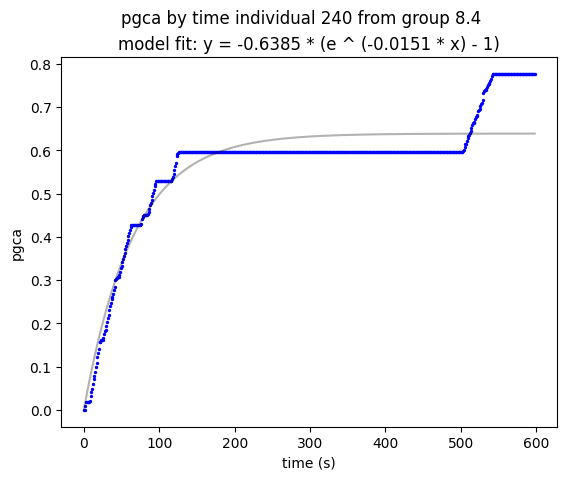 pgca by time individual 240 from group 8.4
model fit: y = -0.6385 * (e ^ (-0.0151 * x) - 1)
0.8
0.7
0.6
0.5
0.4
0.3
0.2
0.1
0.0
pgca
0 100 200 300 400 500 600
time (s)